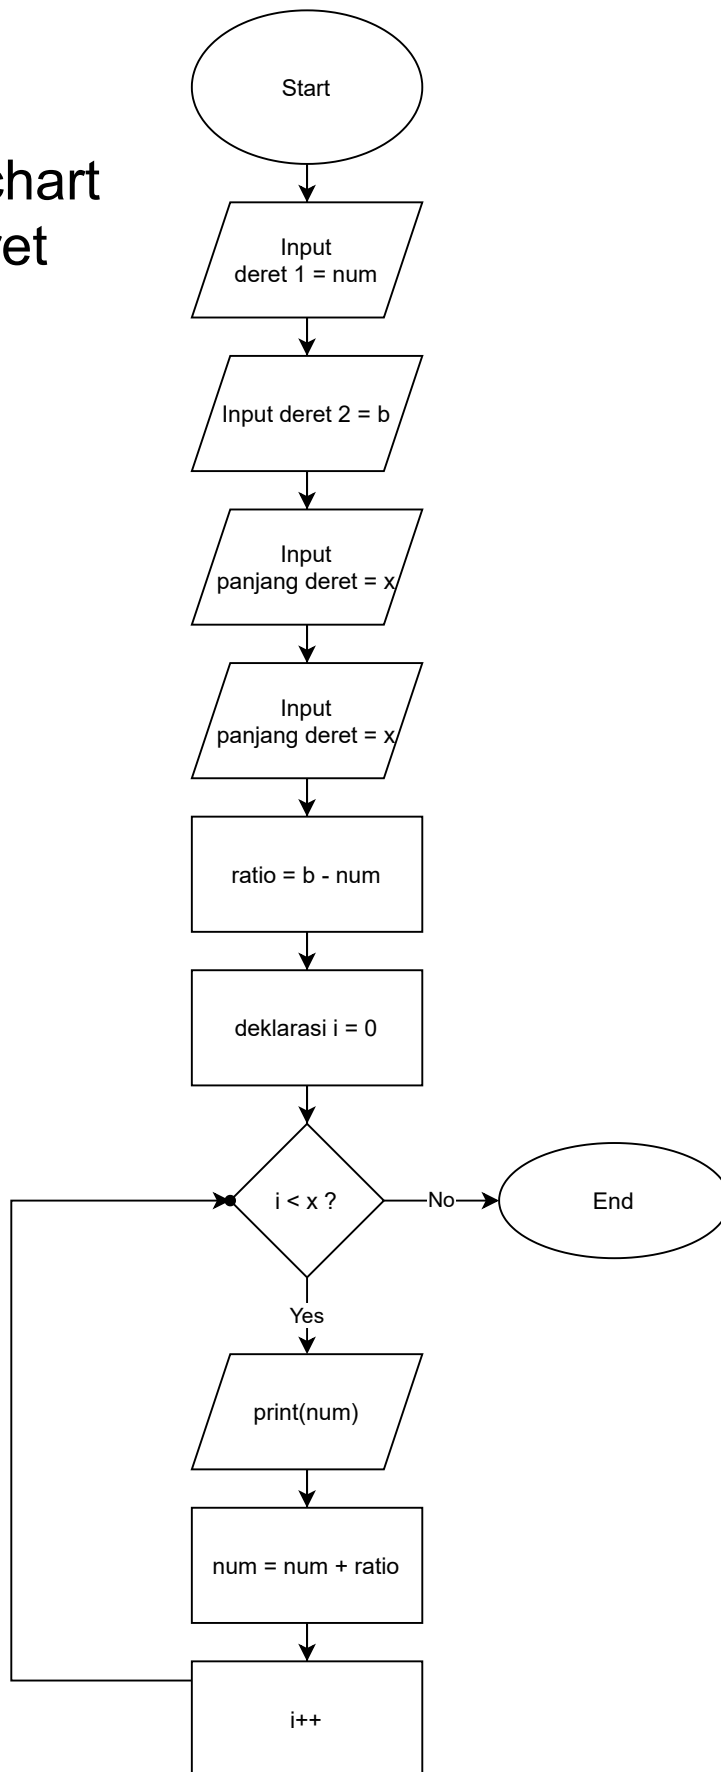 Start
chart
et
Input
deret 1 = num
Input deret 2 = b
Input
panjang deret = x
Input
panjang deret = x
ratio = b - num
deklarasi i = 0
i < x ?
No
End
Yes
print(num)
num = num + ratio
i++